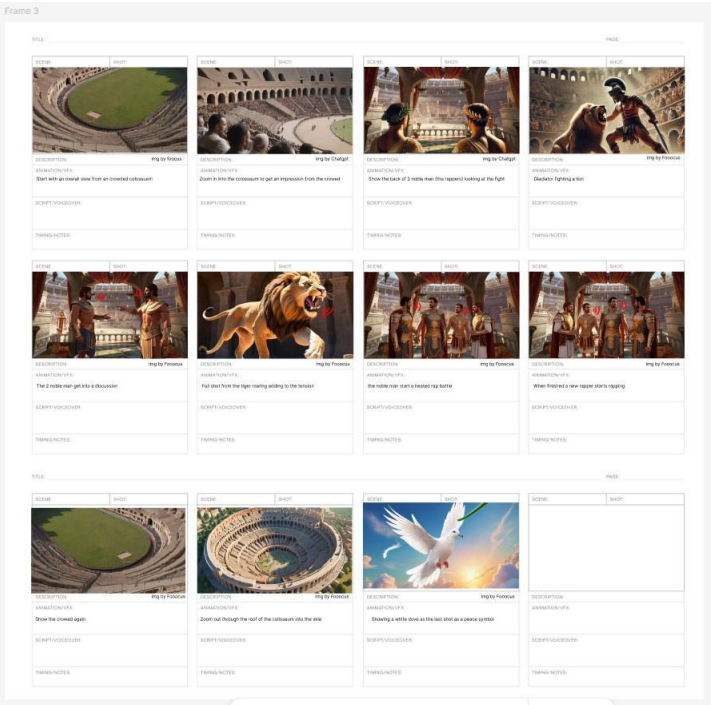 Frame 3
TITLE: PAGE:
SCENE: SHOT: SCENE: SHOT: SCENE: SHOT: SCENE: SHOT:
DESCRIPTION: Img by foocus DESCRIPTION: Img by Chatgpt DESCRIPTION: Img by Chatgpt DESCRIPTION: Img by Fooocus
ANIMATION/VFX: ANIMATION/VFX: ANIMATION/VFX: ANIMATION/VFX:
Start with an overall view from an crowded colosseum Zoom in into the colosseum to get an impression from the crowed Show the back of 2 noble man (the rappers) looking at the fight Gladiator fighting a lion
SCRIPT/VOICEOVER: SCRIPT/VOICEOVER: SCRIPT/VOICEOVER: SCRIPT/VOICEOVER:
TIMING/NOTES: TIMING/NOTES: TIMING/NOTES: TIMING/NOTES:
SCENE: SHOT: SCENE: SHOT: SCENE: SHOT: SCENE: SHOT:
DESCRIPTION: Img by Fooocus DESCRIPTION: Img by Fooocus DESCRIPTION: Img by Fooocus DESCRIPTION: Img by Fooocus
ANIMATION/VFX: ANIMATION/VFX: ANIMATION/VFX: ANIMATION/VFX:
The 2 noble man get into a discussion Full shot from the tiger roaring adding to the tension the noble man start a heated rap battle When finished a new rapper starts rapping
SCRIPT/VOICEOVER: SCRIPT/VOICEOVER: SCRIPT/VOICEOVER: SCRIPT/VOICEOVER:
TIMING/NOTES: TIMING/NOTES: TIMING/NOTES: TIMING/NOTES:
TITLE: PAGE:
SCENE: SHOT: SCENE: SHOT: SCENE: SHOT: SCENE: SHOT:
DESCRIPTION: Img by Fooocus DESCRIPTION: Img by Fooocus DESCRIPTION: Img by Fooocus DESCRIPTION:
ANIMATION/VFX: ANIMATION/VFX: ANIMATION/VFX: ANIMATION/VFX:
Show the crowed again Zoom out through the roof of the colosseum into the skie Showing a white dove as the last shot as a peace symbol
SCRIPT/VOICEOVER: SCRIPT/VOICEOVER: SCRIPT/VOICEOVER: SCRIPT/VOICEOVER:
TIMING/NOTES: TIMING/NOTES: TIMING/NOTES: TIMING/NOTES: